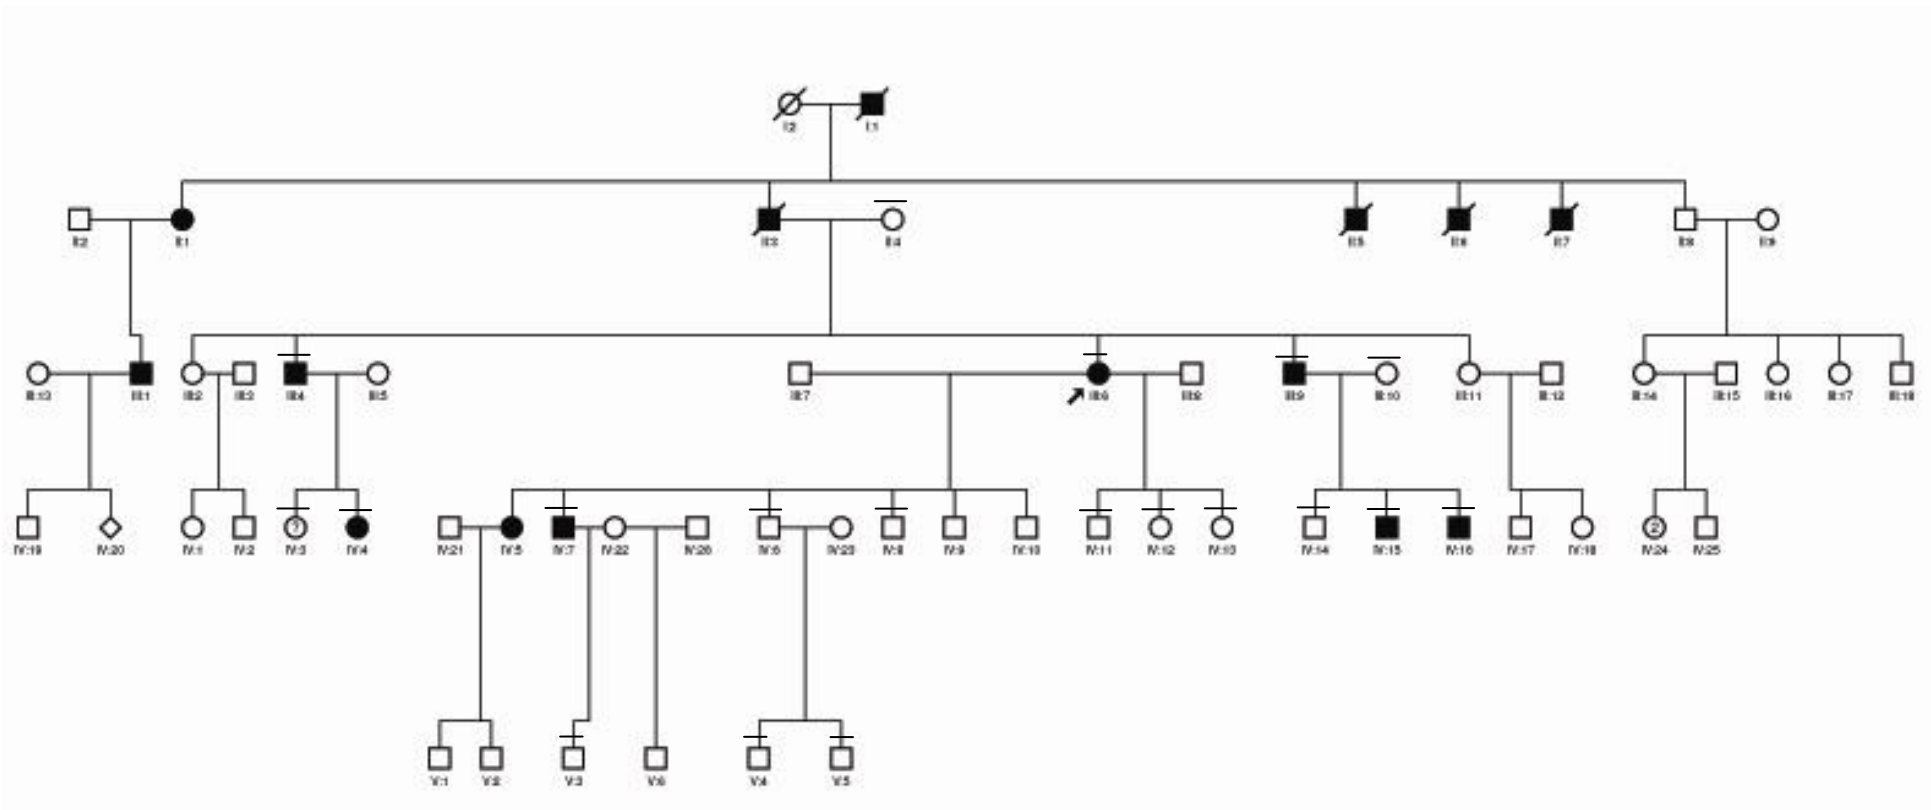 I:2 I:1
II:2 II:1 II:3 II:4 II:5 II:6 II:7 II:8 II:9
III:13 III:1 III:2 III:3 III:4 III:5 III:7 III:6 III:8 III:9 III:10 III:11 III:12 III:14 III:15 III:16 III:17 III:18
? 2
IV:19 IV:20 IV:1 IV:2 IV:3 IV:4 IV:21 IV:5 IV:7 IV:22 IV:26 IV:6 IV:23 IV:8 IV:9 IV:10 IV:11 IV:12 IV:13 IV:14 IV:15 IV:16 IV:17 IV:18 IV:24 IV:25
V:1 V:2 V:3 V:6 V:4 V:5